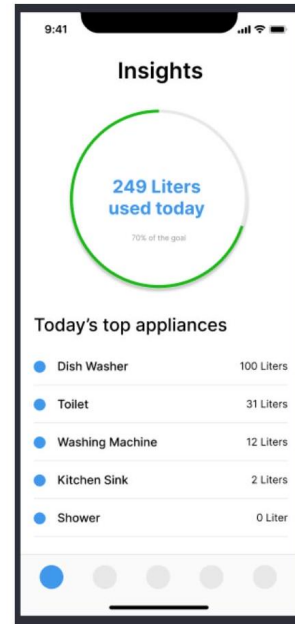 9:41
Insights
249 Liters
used today
70% of the goal
Today's top appliances
Dish Washer 100 Liters
Toilet 31 Liters
Washing Machine 12 Liters
Kitchen Sink 2 Liters
Shower 0 Liter